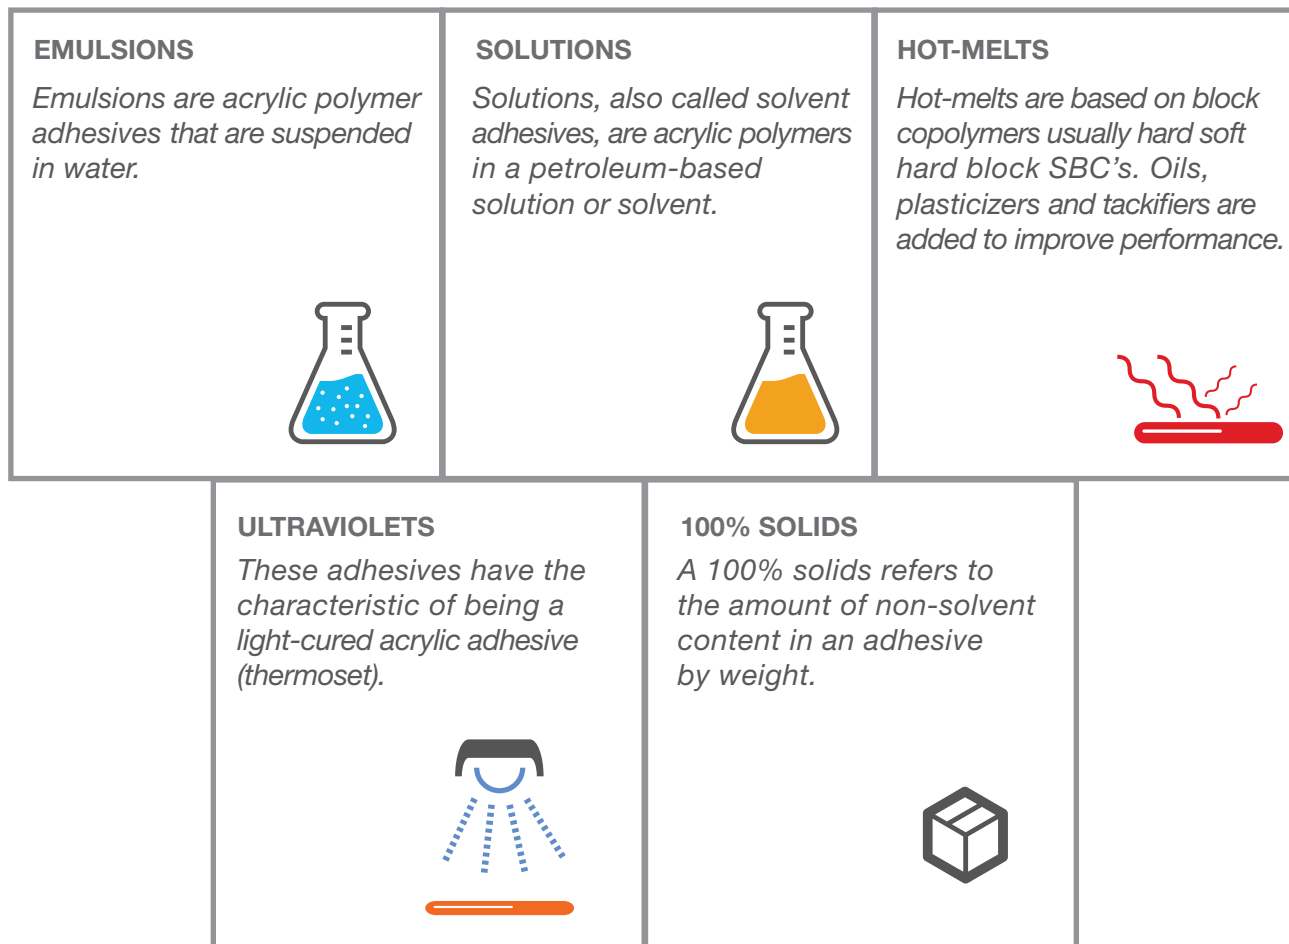 EMULSIONS
Emulsions are acrylic polymer
adhesives that are suspended
in water.
SOLUTIONS
Solutions, also called solvent
adhesives, are acrylic polymers
in a petroleum-based
solution or solvent.
HOT-MELTS
Hot-melts are based on block
copolymers usually hard soft
hard block SBC’s. Oils,
plasticizers and tackifiers are
added to improve performance.
ULTRAVIOLETS
These adhesives have the
characteristic of being a
light-cured acrylic adhesive
(thermoset).
100% SOLIDS
A 100% solids refers to
the amount of non-solvent
content in an adhesive
by weight.